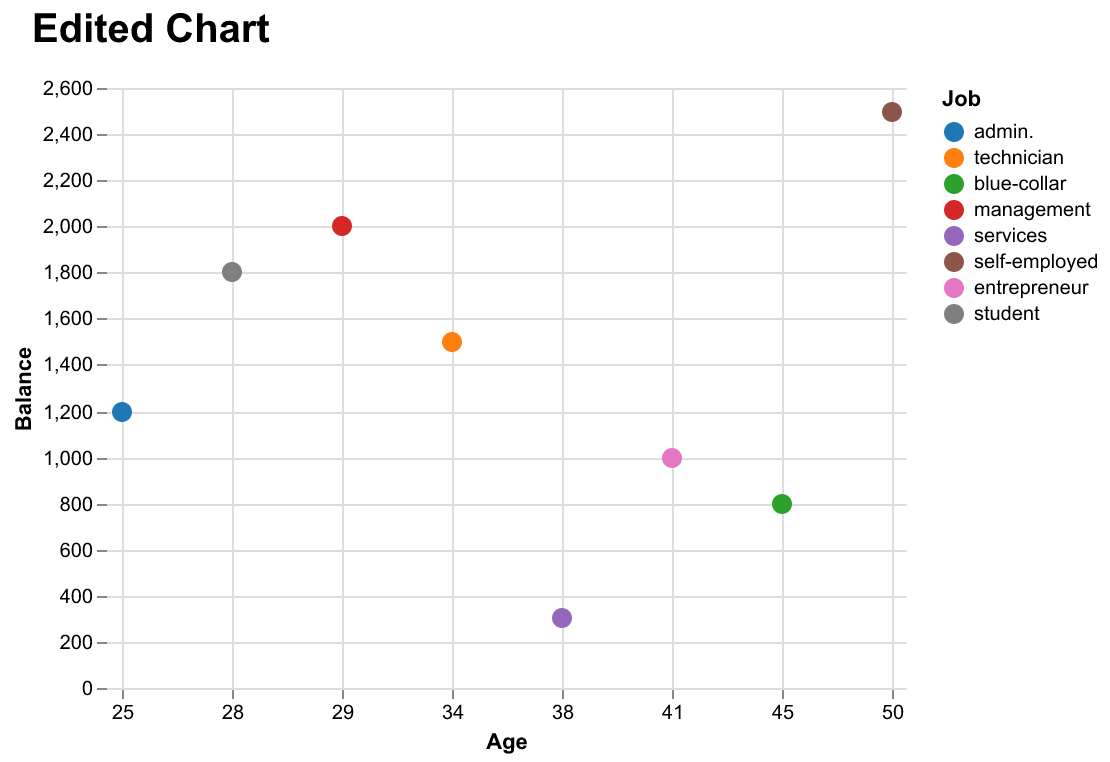 Edited Chart
2,600
2,400
2,200
2,000
1,800
1,600
1,400
1,200
1,000
800
600
400
200
0
Balance
25 28 29 34 38 41 45 50
Age
Job
admin.
technician
blue-collar
management
services
self-employed
entrepreneur
student